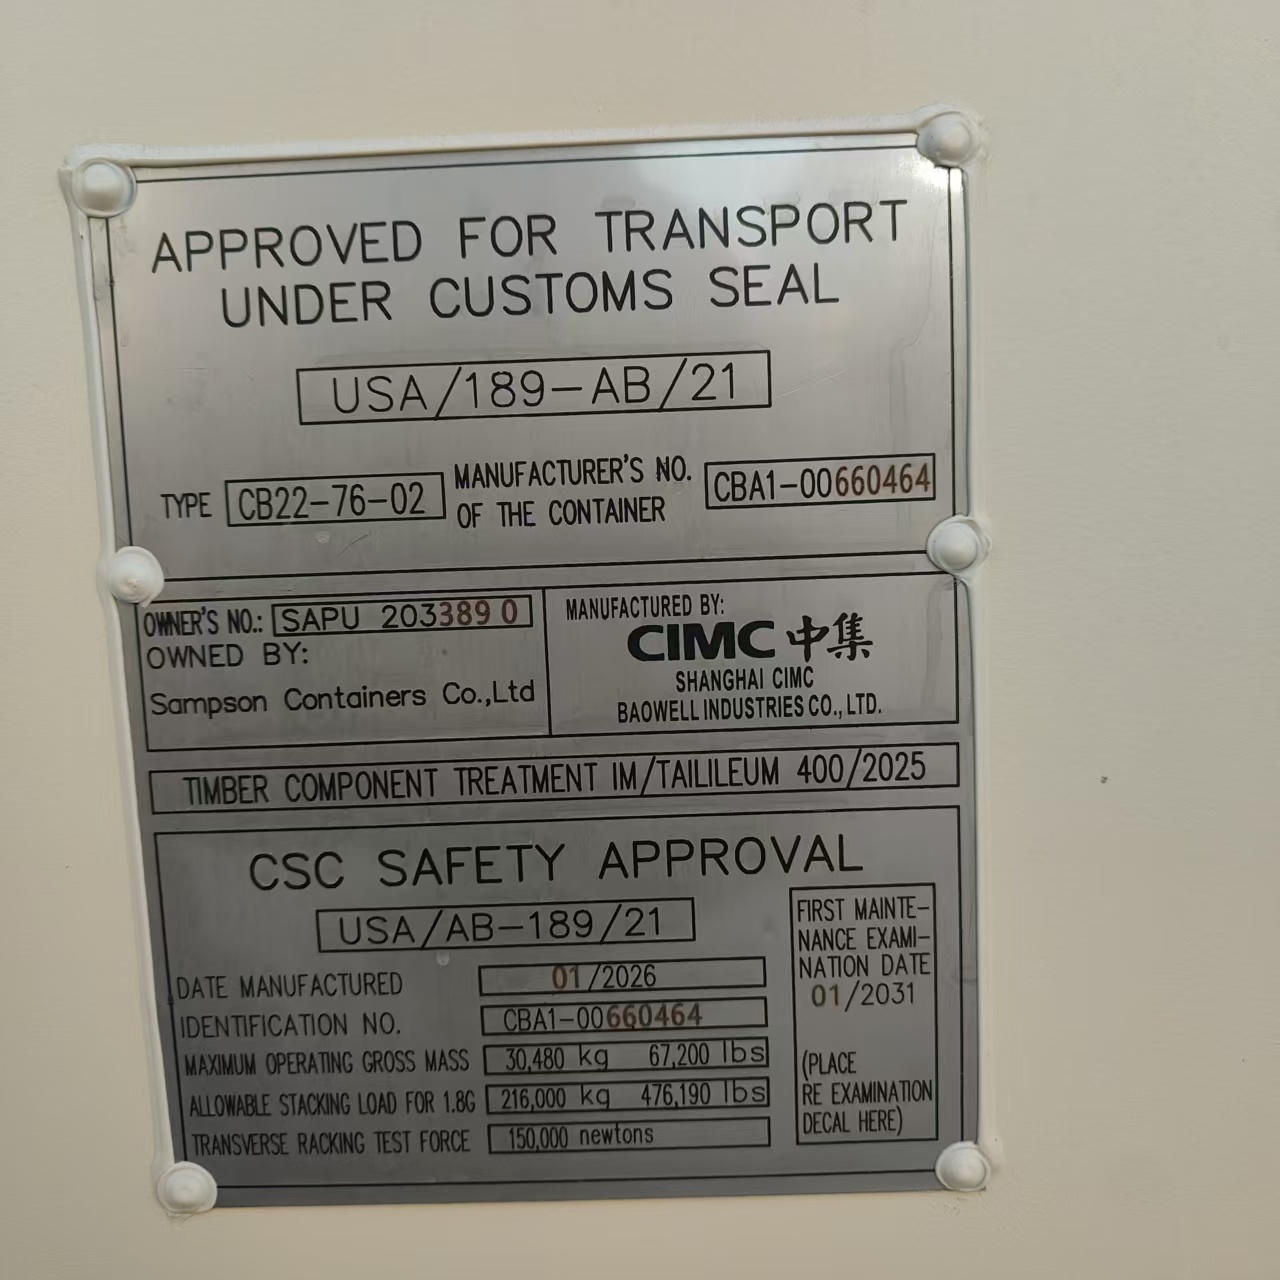 APPROVED FOR TRANSPORT
UNDER CUSTOMS SEAL
USA/189-AB/21
TYPE CB22-76-02 MANUFACTURER'S NO.
OF THE CONTAINER CBA1-00660464
OWNER'S NO.: SAPU 203389 0
OWNED BY:
Sampson Containers Co.,Ltd
MANUFACTURED BY:
CIMC 中集
SHANGHAI CIMC
BAOWELL INDUSTRIES CO., LTD.
TIMBER COMPONENT TREATMENT IM/TAILILEUM 400/2025
CSC SAFETY APPROVAL
USA/AB-189/21
DATE MANUFACTURED 01/2026
IDENTIFICATION NO. CBA1-00660464
MAXIMUM OPERATING GROSS MASS 30,480 kg 67,200 lbs
ALLOWABLE STACKING LOAD FOR 1.8G 216,000 kg 476,190 lbs
TRANSVERSE RACKING TEST FORCE 150,000 newtons
FIRST MAINTE-
NANCE EXAMI-
NATION DATE
01/2031
(PLACE
RE EXAMINATION
DECAL HERE)